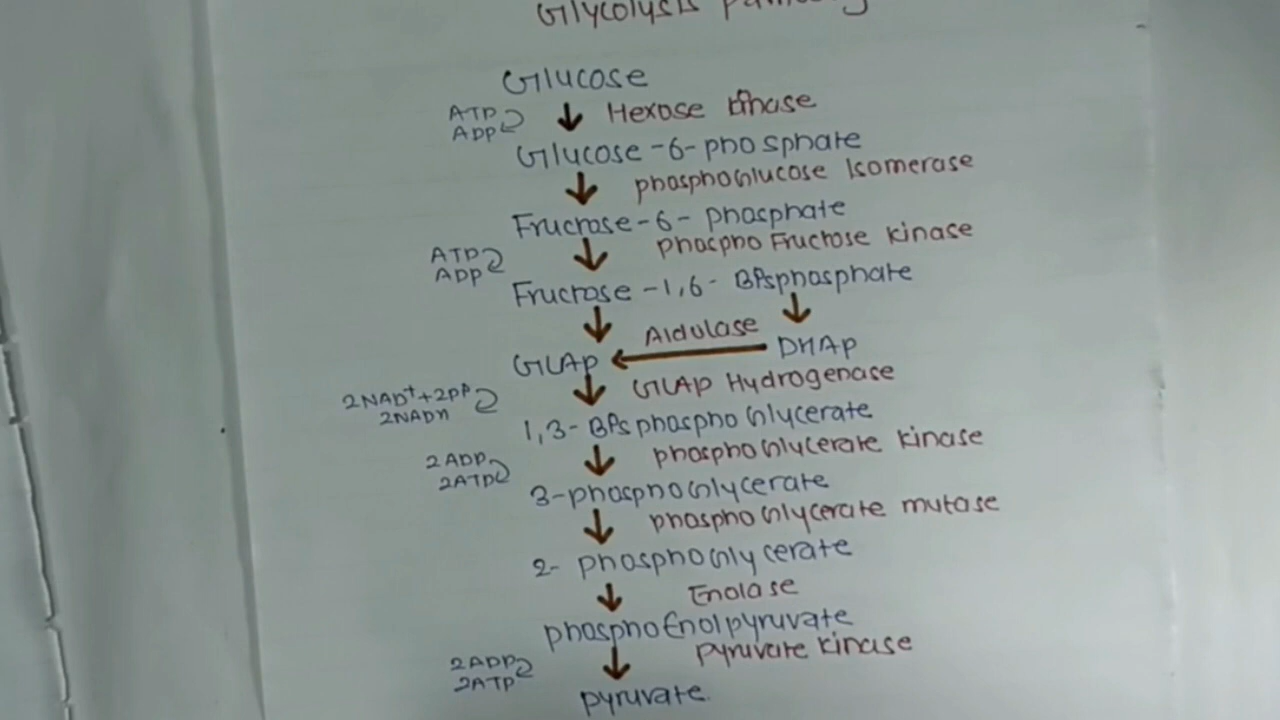 Glycolysis pathway
Glucose
ATP
ADP
Hexose kinase
Glucose-6-phosphate
phosphoGlucose Isomerase
Fructose-6-phosphate
phospho Fructose kinase
ATP
ADP
Fructose-1,6-Bisphosphate
Aldulase
GLAP
DHAP
GLAP Hydrogenase
2NAD⁺+2PP
2NADH
1,3-BisphosphoGlycerate
phosphoGlycerate kinase
2ADP
2ATP
3-phosphoGlycerate
phosphoGlycerate mutase
2-phosphoGlycerate
Enolase
phosphoEnolpyruvate
pyruvate kinase
2ADP
2ATP
pyruvate.